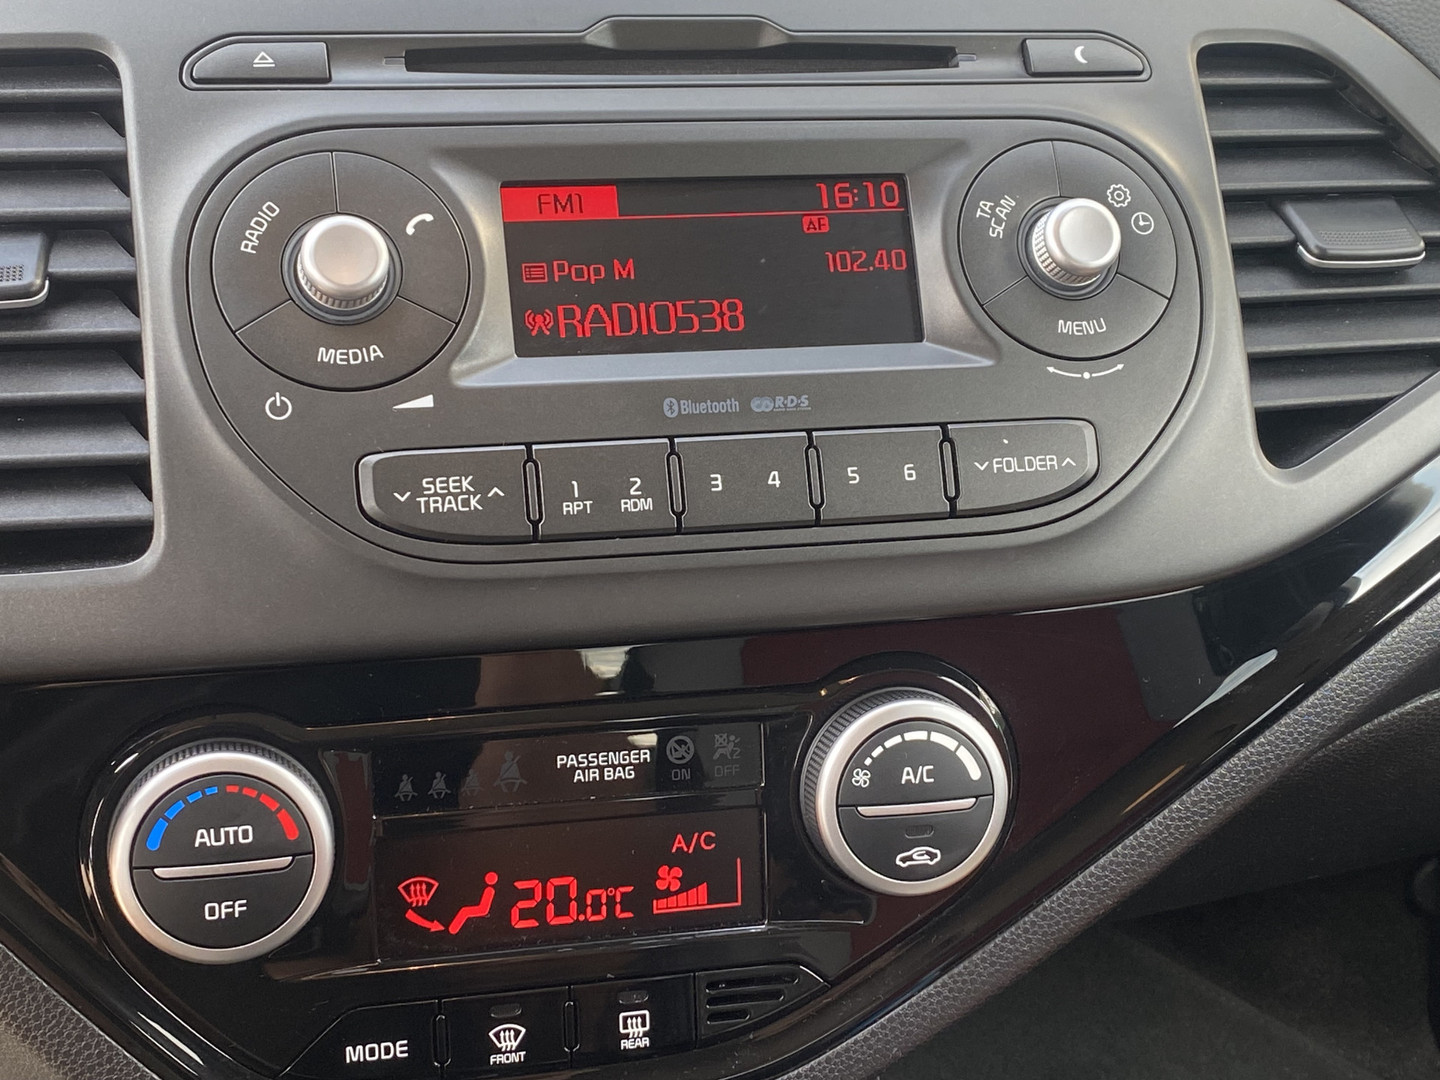 FM1 16:10
AF
Pop M 102.40
RADIO538
RADIO
MEDIA
TA
SCAN
MENU
Bluetooth R·D·S
SEEK
TRACK
1
RPT
2
RDM
3
4
5
6
FOLDER
PASSENGER
AIR BAG
ON
OFF
2
AUTO
OFF
A/C
A/C
20.0°C
MODE
FRONT
REAR